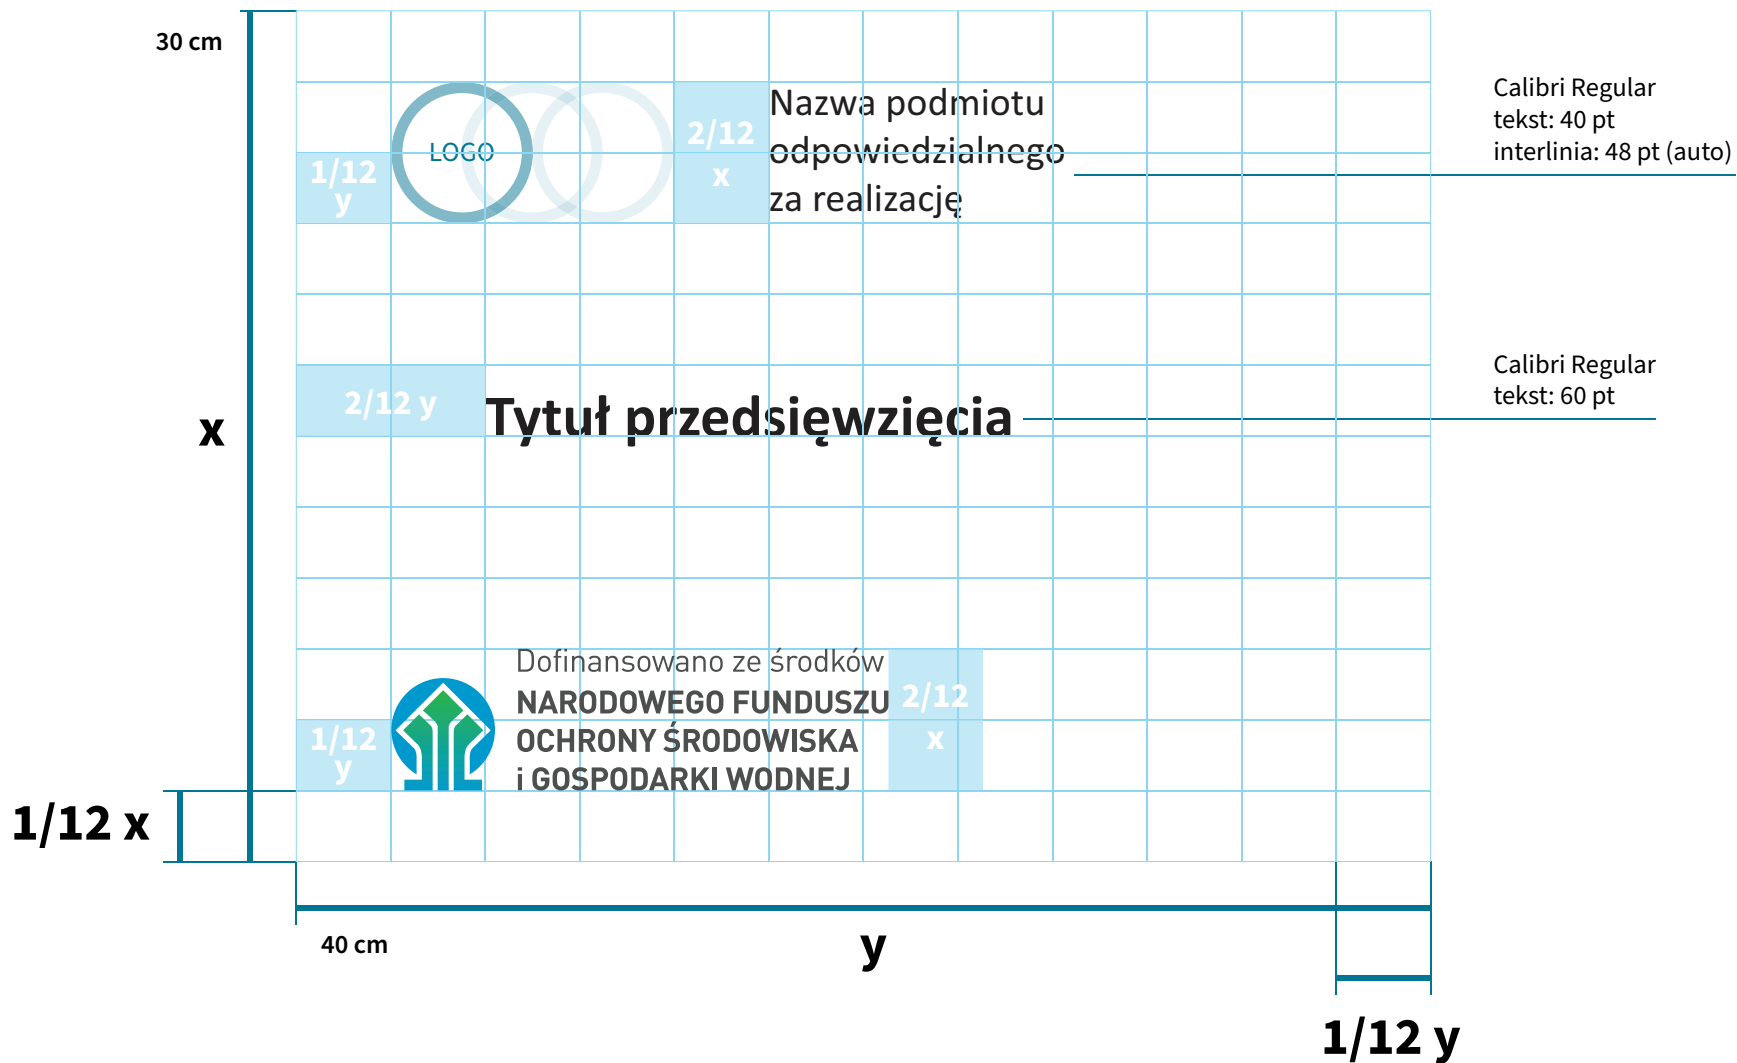 30 cm
Calibri Regular
tekst: 40 pt
interlinia: 48 pt (auto)
LOGO
2/12
x
Nazwa podmiotu
odpowiedzialnego
za realizację
1/12
y
Calibri Regular
tekst: 60 pt
2/12 y
Tytuł przedsięwzięcia
x
Dofinansowano ze środków
NARODOWEGO FUNDUSZU
OCHRONY ŚRODOWISKA
i GOSPODARKI WODNEJ
2/12
x
1/12
y
1/12 x
40 cm
y
1/12 y